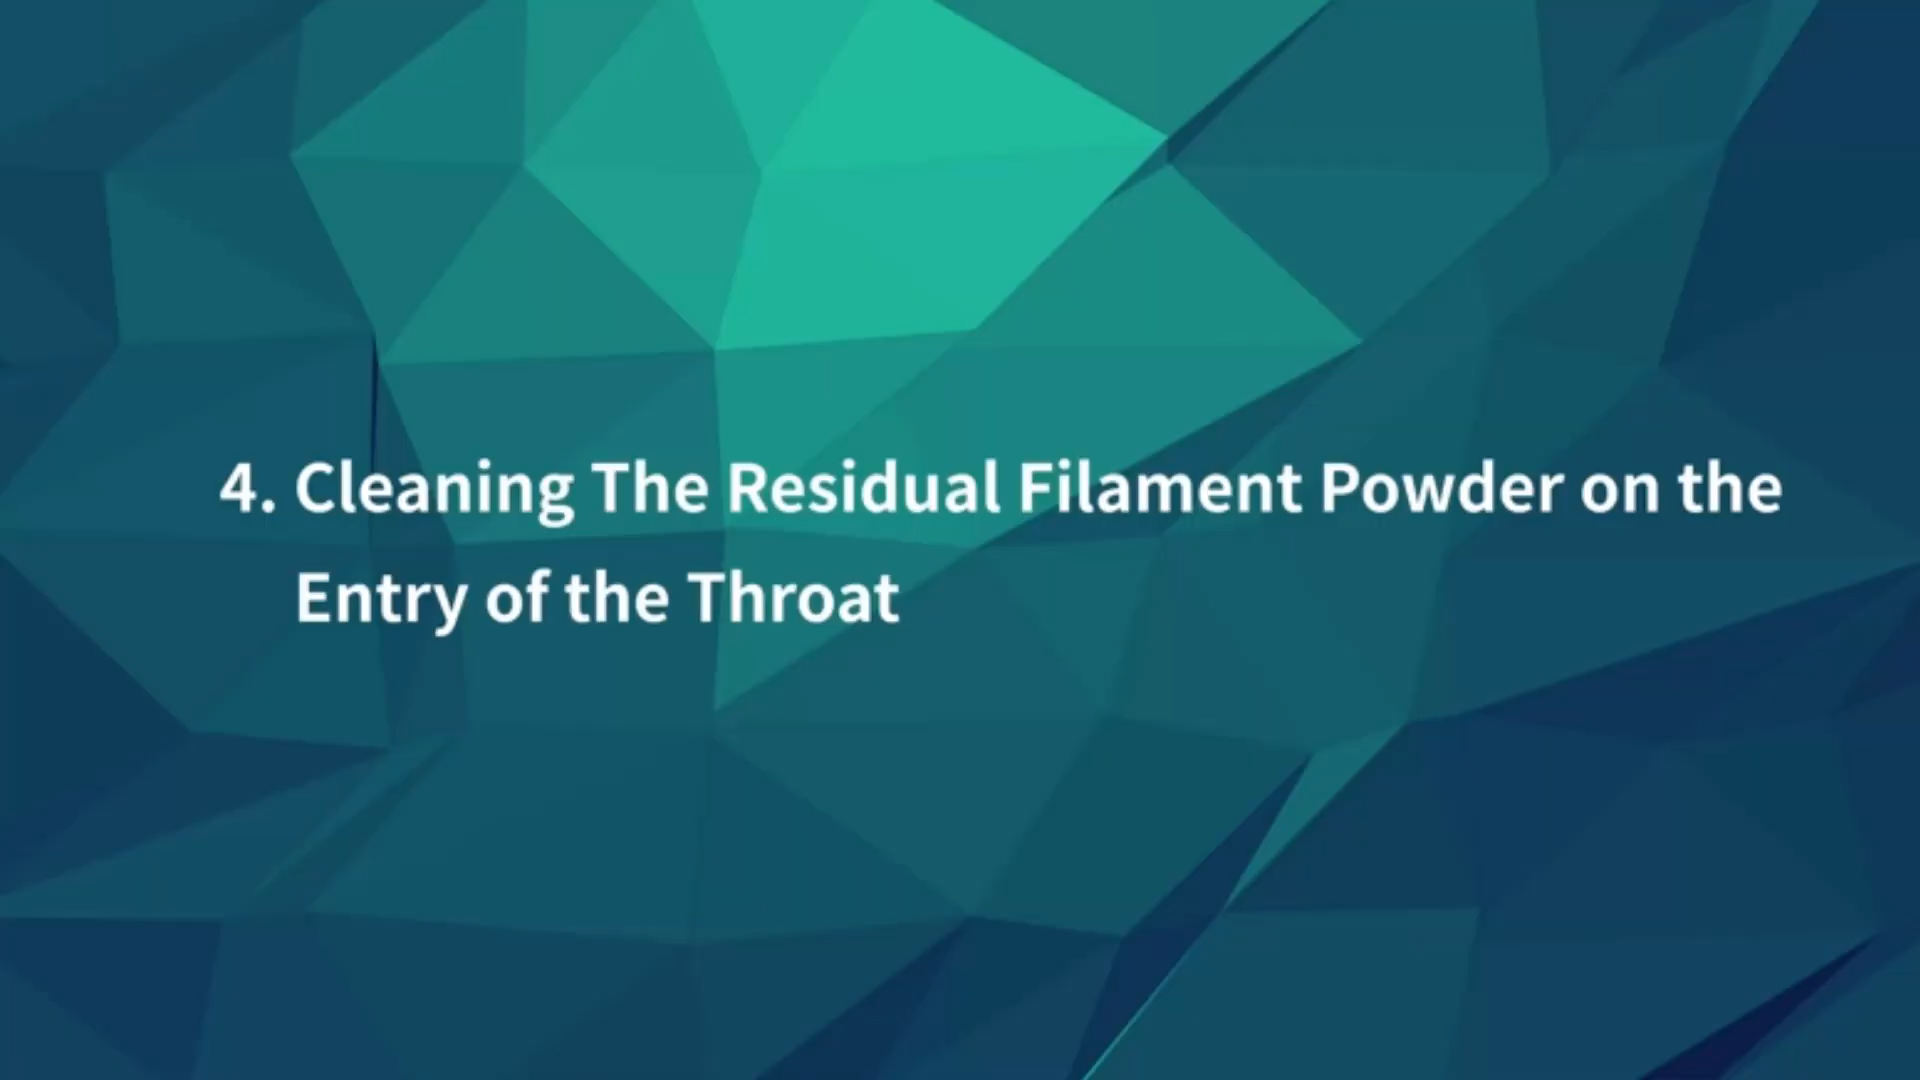 4. Cleaning The Residual Filament Powder on the
Entry of the Throat